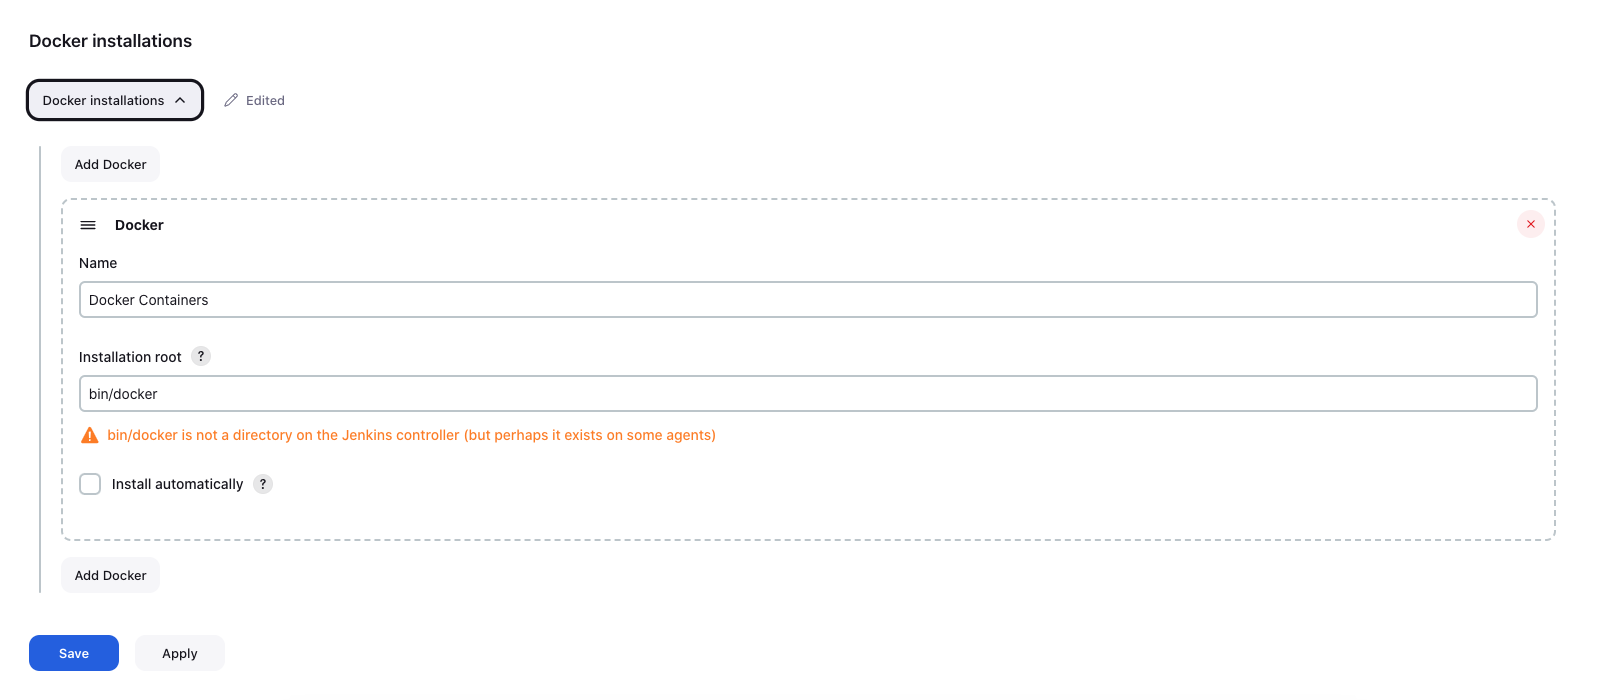 Docker installations
Docker installations
Edited
Add Docker
Docker
Name
Docker Containers
Installation root ?
bin/docker
bin/docker is not a directory on the Jenkins controller (but perhaps it exists on some agents)
Install automatically ?
Add Docker
Save
Apply